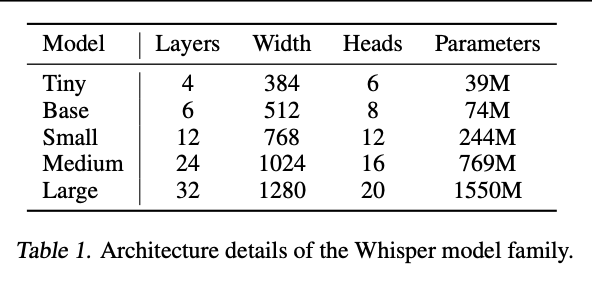 Model Layers Width Heads Parameters
Tiny 4 384 6 39M
Base 6 512 8 74M
Small 12 768 12 244M
Medium 24 1024 16 769M
Large 32 1280 20 1550M
Table 1. Architecture details of the Whisper model family.